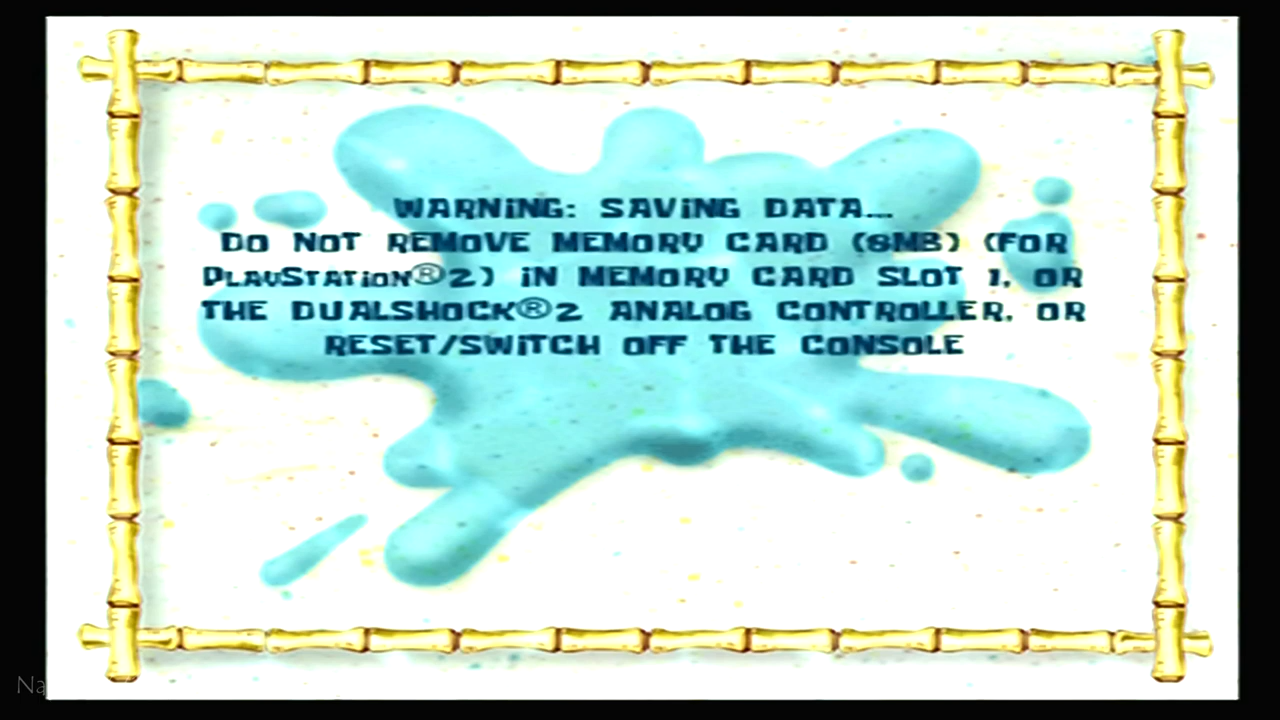 WARNiNG: SAViNG DATA...
DO NOT REMOVE MEMORY CARD (8MB) (FOR
PLAYSTATiON®2) iN MEMORY CARD SLOT 1, OR
THE DUALSHOCK®2 ANALOG CONTROLLER, OR
RESET/SWiTCH OFF THE CONSOLE
Na